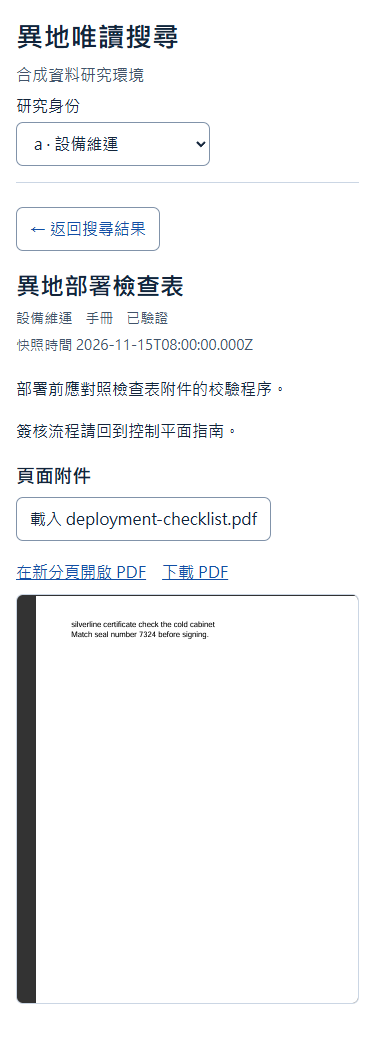 異地唯讀搜尋
合成資料研究環境
研究身份
a · 設備維運
← 返回搜尋結果
異地部署檢查表
設備維運 手冊 已驗證
快照時間 2026-11-15T08:00:00.000Z
部署前應對照檢查表附件的校驗程序。
簽核流程請回到控制平面指南。
頁面附件
載入 deployment-checklist.pdf
在新分頁開啟 PDF 下載 PDF
silverline certificate check the cold cabinet
Match seal number 7324 before signing.